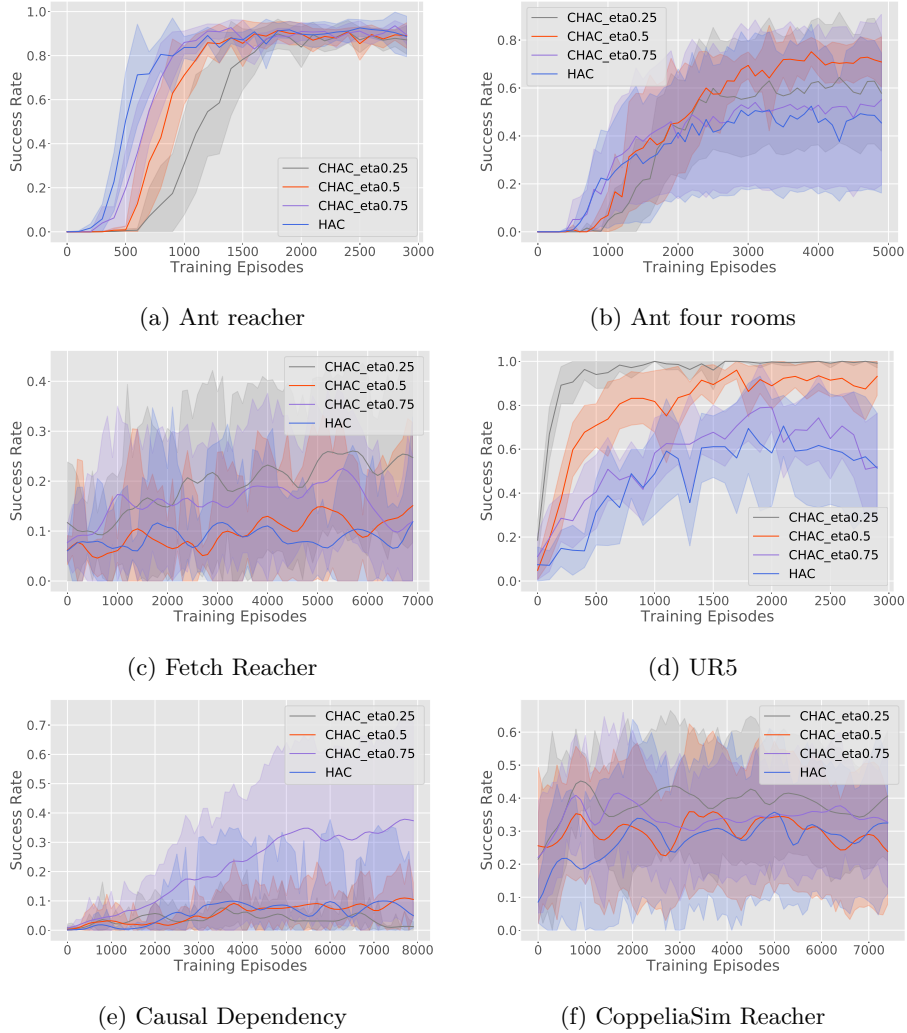 1.0
0.8
0.6
0.4
0.2
0.0
Success Rate
CHAC_eta0.25
CHAC_eta0.5
CHAC_eta0.75
HAC
0 500 1000 1500 2000 2500 3000
Training Episodes
(a) Ant reacher
0.8
0.6
0.4
0.2
0.0
Success Rate
CHAC_eta0.25
CHAC_eta0.5
CHAC_eta0.75
HAC
0 1000 2000 3000 4000 5000
Training Episodes
(b) Ant four rooms
0.4
0.3
0.2
0.1
0.0
Success Rate
CHAC_eta0.25
CHAC_eta0.5
CHAC_eta0.75
HAC
0 1000 2000 3000 4000 5000 6000 7000
Training Episodes
(c) Fetch Reacher
1.0
0.8
0.6
0.4
0.2
0.0
Success Rate
CHAC_eta0.25
CHAC_eta0.5
CHAC_eta0.75
HAC
0 500 1000 1500 2000 2500 3000
Training Episodes
(d) UR5
0.7
0.6
0.5
0.4
0.3
0.2
0.1
0.0
Success Rate
CHAC_eta0.25
CHAC_eta0.5
CHAC_eta0.75
HAC
0 1000 2000 3000 4000 5000 6000 7000 8000
Training Episodes
(e) Causal Dependency
0.6
0.5
0.4
0.3
0.2
0.1
0.0
Success Rate
CHAC_eta0.25
CHAC_eta0.5
CHAC_eta0.75
HAC
0 1000 2000 3000 4000 5000 6000 7000
Training Episodes
(f) CoppeliaSim Reacher